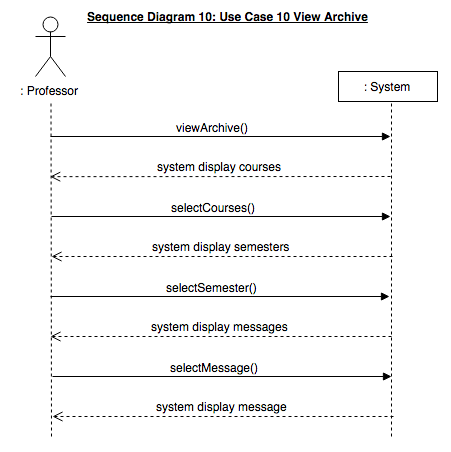 Sequence Diagram 10: Use Case 10 View Archive
: Professor
: System
viewArchive()
system display courses
selectCourses()
system display semesters
selectSemester()
system display messages
selectMessage()
system display message